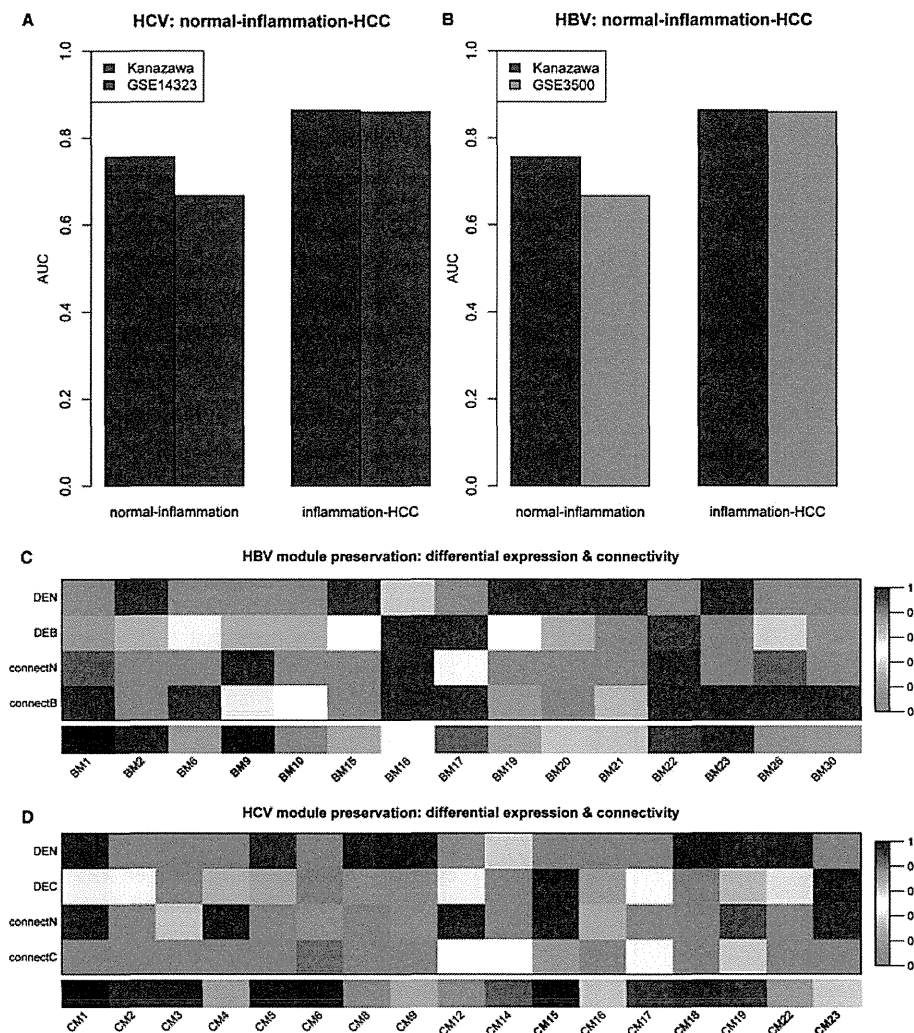 A
HCV: normal-inflammation-HCC
AUC
0.0 0.2 0.4 0.6 0.8 1.0
Kanazawa
GSE14323
normal-inflammation
inflammation-HCC
B
HBV: normal-inflammation-HCC
AUC
0.0 0.2 0.4 0.6 0.8 1.0
Kanazawa
GSE3500
normal-inflammation
inflammation-HCC
C
HBV module preservation: differential expression & connectivity
DEN
DEB
connectN
connectB
1
0
0
0
0
BM1 BM2 BM6 BM9 BM10 BM15 BM16 BM17 BM19 BM20 BM21 BM22 BM23 BM26 BM30
D
HCV module preservation: differential expression & connectivity
DEN
DEC
connectN
connectC
1
0
0
0
0
CM1 CM2 CM3 CM4 CM5 CM6 CM8 CM9 CM12 CM14 CM15 CM16 CM17 CM18 CM19 CM22 CM23